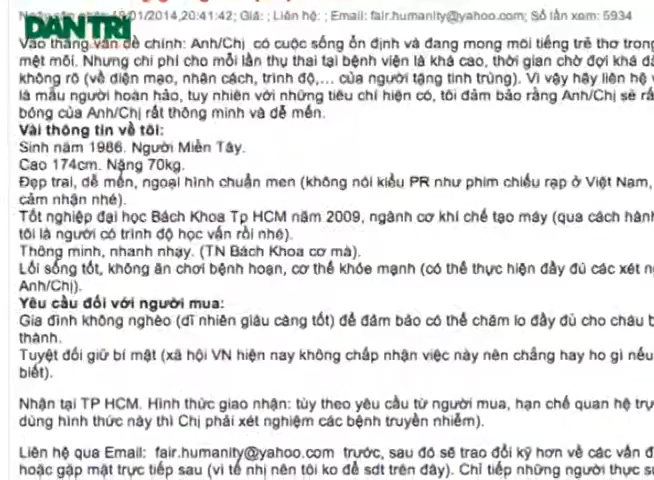 DANTRI
19/01/2014,20:41:42; Giá: ; Liên hệ: ; Email: fair.humanity@yahoo.com; Số lần xem: 5934
Vào thẳng vấn đề chính: Anh/Chị có cuộc sống ổn định và đang mong mỏi tiếng trẻ thơ trong
mệt mỏi. Nhưng chi phí cho mỗi lần thụ thai tại bệnh viện là khá cao, thời gian chờ đợi khá
không rõ (về diện mạo, nhân cách, trình độ,... của người tặng tinh trùng). Vì vậy hãy liên hệ
là mẫu người hoàn hảo, tuy nhiên với những tiêu chí hiện có, tôi đảm bảo rằng Anh/Chị sẽ
bóng của Anh/Chị rất thông minh và dễ mến.
Vài thông tin về tôi:
Sinh năm 1986. Người Miền Tây.
Cao 174cm. Nặng 70kg.
Đẹp trai, dễ mến, ngoại hình chuẩn men (không nói kiểu PR như phim chiếu rạp ở Việt Nam,
cảm nhận nhé).
Tốt nghiệp đại học Bách Khoa Tp HCM năm 2009, ngành cơ khí chế tạo máy (qua cách hành
tôi là người có trình độ học vấn rồi nhé).
Thông minh, nhanh nhạy. (TN Bách Khoa cơ mà).
Lối sống tốt, không ăn chơi bệnh hoạn, cơ thể khỏe mạnh (có thể thực hiện đầy đủ các xét
Anh/Chị).
Yêu cầu đối với người mua:
Gia đình không nghèo (dĩ nhiên giàu càng tốt) để đảm bảo có thể chăm lo đầy đủ cho cháu
thành.
Tuyệt đối giữ bí mật (xã hội VN hiện nay không chấp nhận việc này nên chẳng hay ho gì nếu
biết).
Nhận tại TP HCM. Hình thức giao nhận: tùy theo yêu cầu từ người mua, hạn chế quan hệ
dùng hình thức này thì Chị phải xét nghiệm các bệnh truyền nhiễm).
Liên hệ qua Email: fair.humanity@yahoo.com trước, sau đó sẽ trao đổi kỹ hơn về các vấn
hoặc gặp mặt trực tiếp sau (vì tế nhị nên tôi ko để sdt trên đây). Chỉ tiếp những người thực